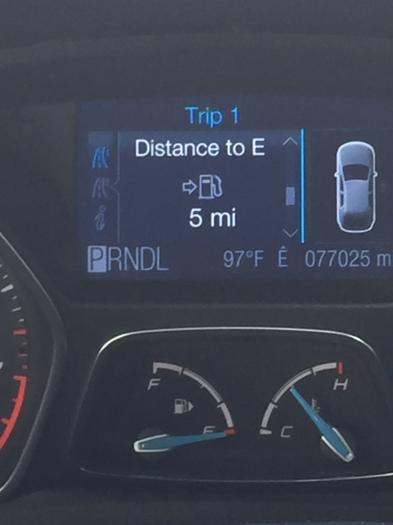 Trip 1
Distance to E
5 mi
PRNDL 97°F Ê 077025 m
F E C H